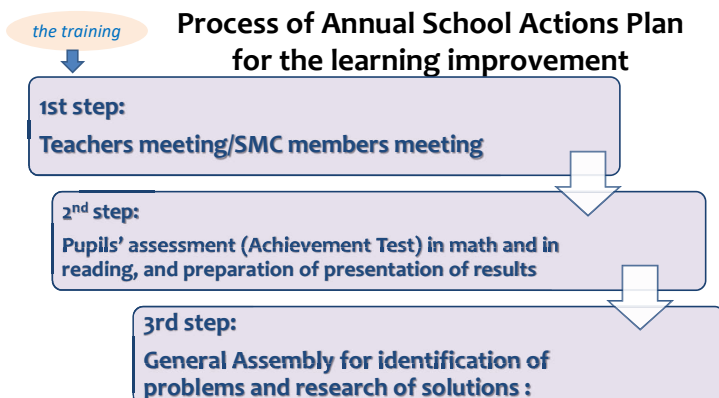 the training
Process of Annual School Actions Plan
for the learning improvement
1st step:
Teachers meeting/SMC members meeting
2nd step:
Pupils' assessment (Achievement Test) in math and in
reading, and preparation of presentation of results
3rd step:
General Assembly for identification of
problems and research of solutions :